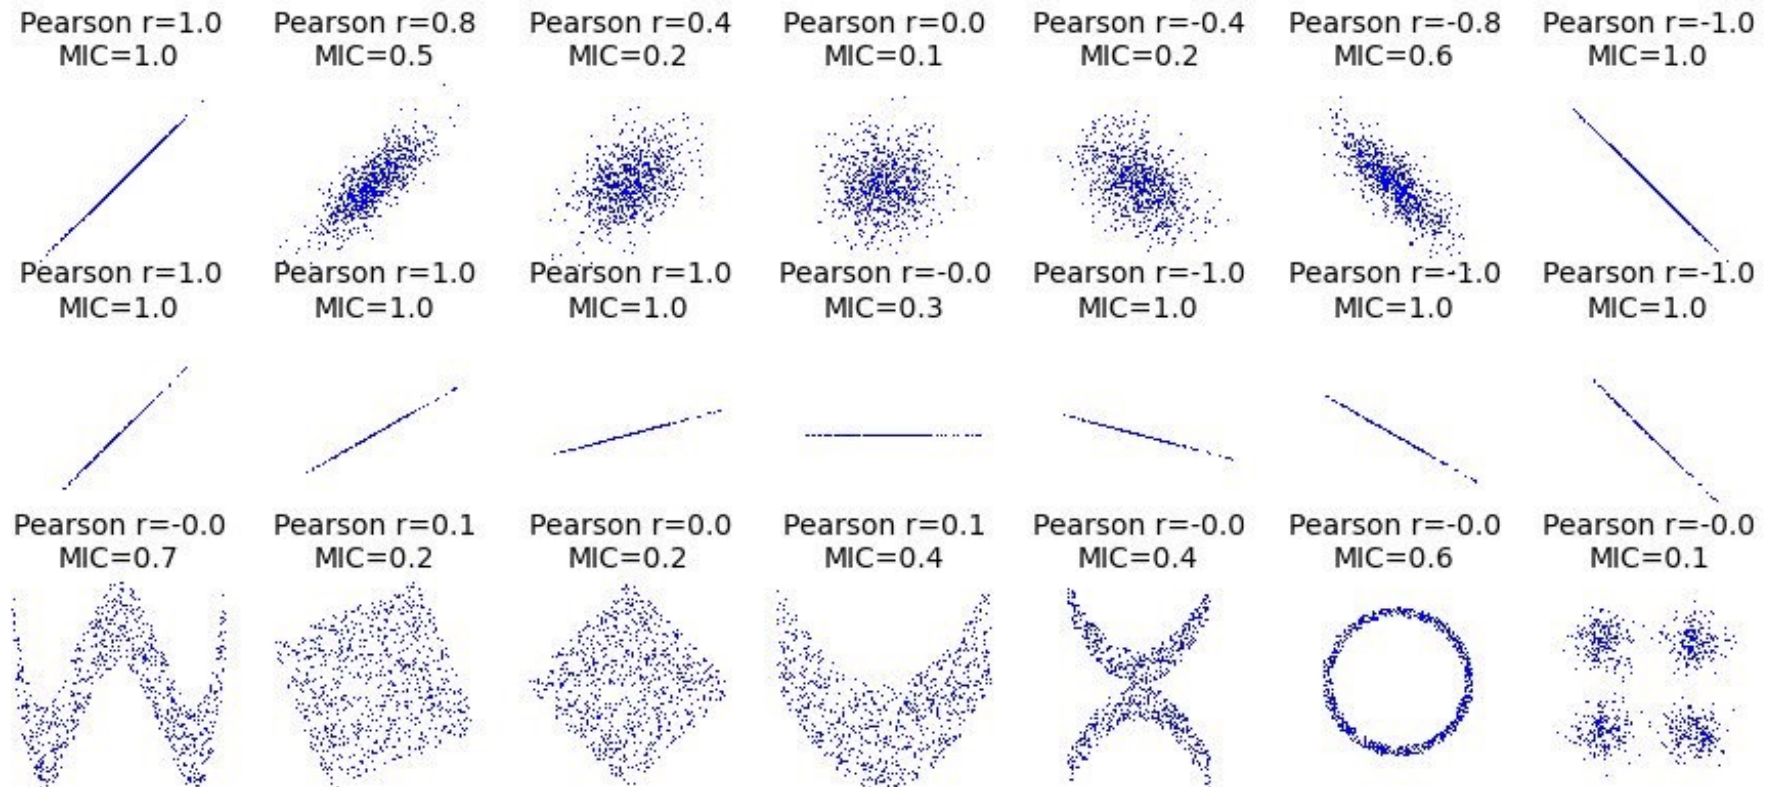 Pearson r=1.0
MIC=1.0
Pearson r=0.8
MIC=0.5
Pearson r=0.4
MIC=0.2
Pearson r=0.0
MIC=0.1
Pearson r=-0.4
MIC=0.2
Pearson r=-0.8
MIC=0.6
Pearson r=-1.0
MIC=1.0
Pearson r=1.0
MIC=1.0
Pearson r=1.0
MIC=1.0
Pearson r=1.0
MIC=1.0
Pearson r=-0.0
MIC=0.3
Pearson r=-1.0
MIC=1.0
Pearson r=-1.0
MIC=1.0
Pearson r=-1.0
MIC=1.0
Pearson r=-0.0
MIC=0.7
Pearson r=0.1
MIC=0.2
Pearson r=0.0
MIC=0.2
Pearson r=0.1
MIC=0.4
Pearson r=-0.0
MIC=0.4
Pearson r=-0.0
MIC=0.6
Pearson r=-0.0
MIC=0.1